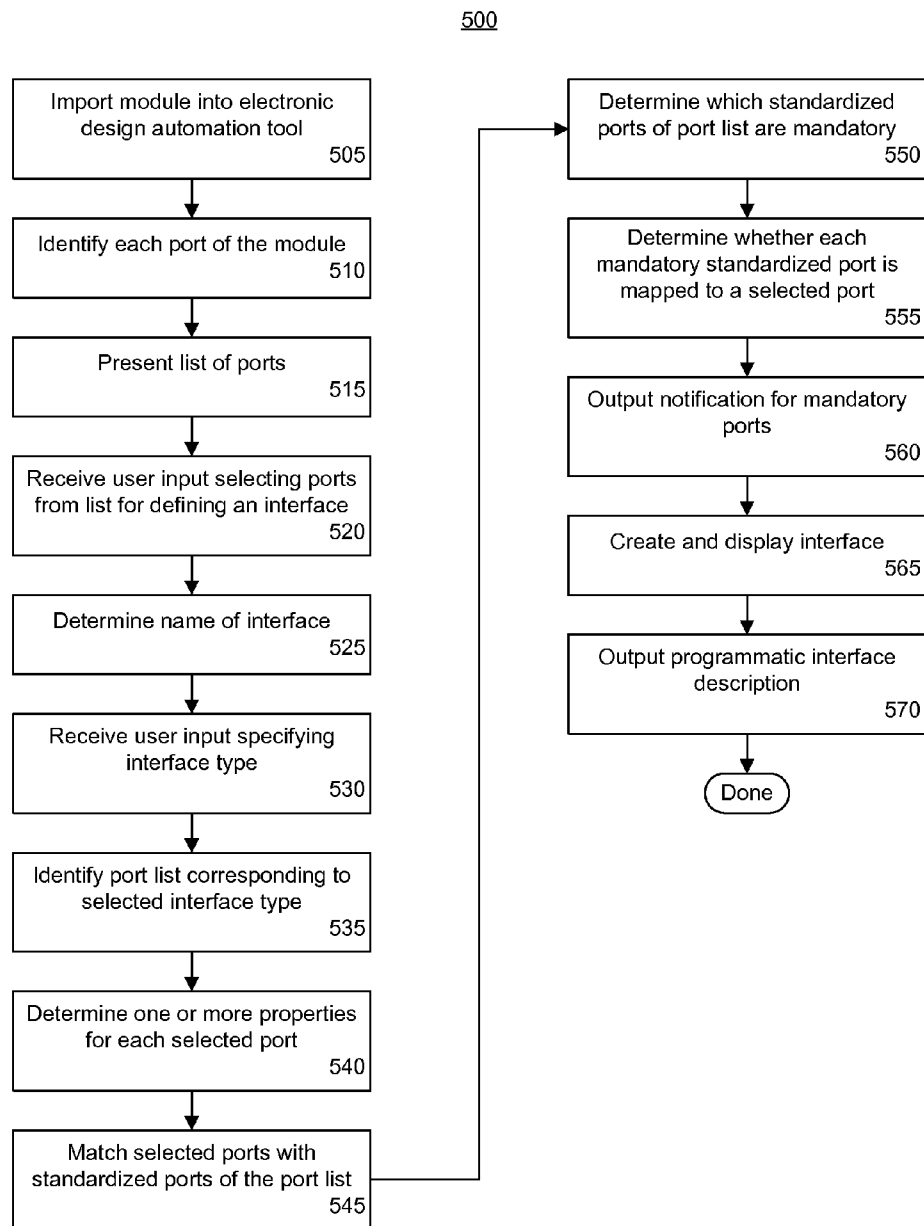 500
Import module into electronic
design automation tool
505
Identify each port of the module
510
Present list of ports
515
Receive user input selecting ports
from list for defining an interface
520
Determine name of interface
525
Receive user input specifying
interface type
530
Identify port list corresponding to
selected interface type
535
Determine one or more properties
for each selected port
540
Match selected ports with
standardized ports of the port list
545
Determine which standardized
ports of port list are mandatory
550
Determine whether each
mandatory standardized port is
mapped to a selected port
555
Output notification for mandatory
ports
560
Create and display interface
565
Output programmatic interface
description
570
Done